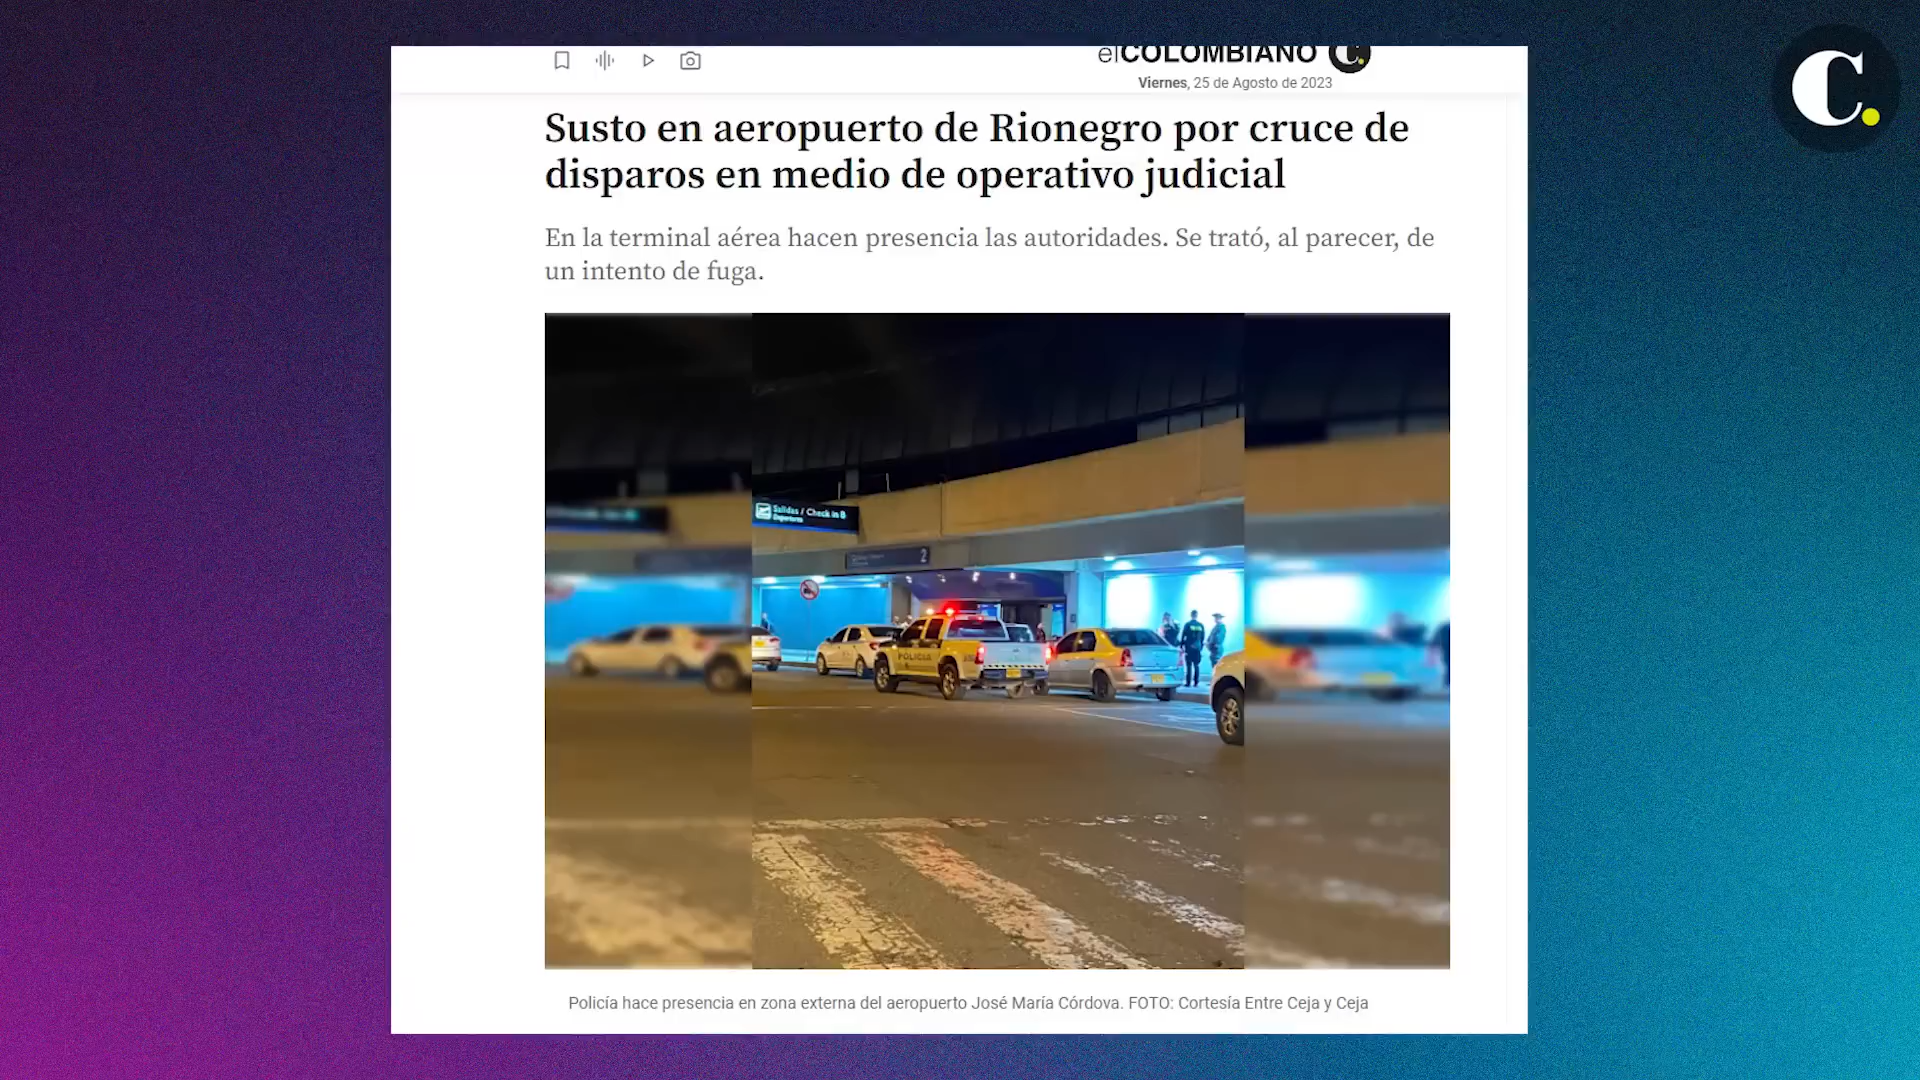 elCOLOMBIANO C.
Viernes, 25 de Agosto de 2023
C.
Susto en aeropuerto de Rionegro por cruce de
disparos en medio de operativo judicial
En la terminal aérea hacen presencia las autoridades. Se trató, al parecer, de
un intento de fuga.
Salidas / Check in B
Departures
2
POLICIA
Policía hace presencia en zona externa del aeropuerto José María Córdova. FOTO: Cortesía Entre Ceja y Ceja